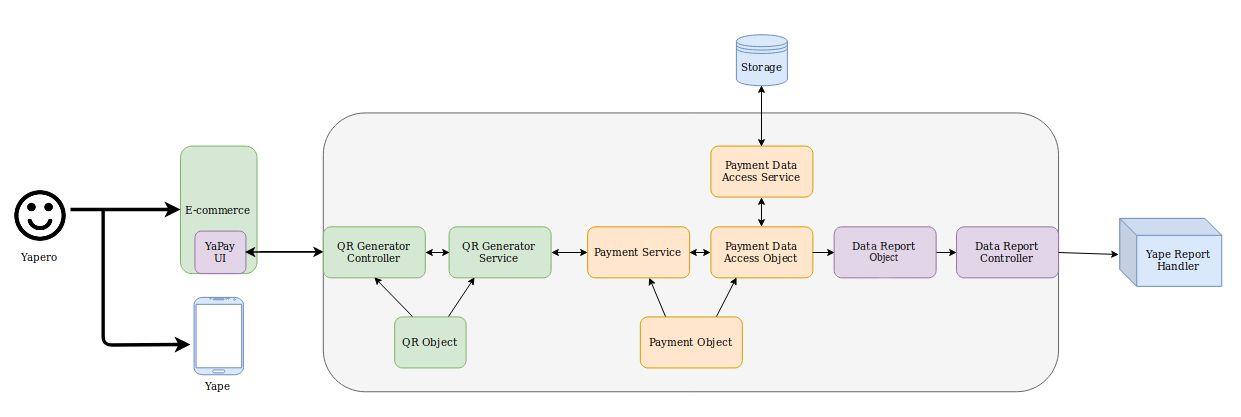 Storage
Payment Data
Access Service
E-commerce
YaPay
UI
QR Generator
Controller
QR Generator
Service
Payment Service
Payment Data
Access Object
Data Report
Object
Data Report
Controller
Yape Report
Handler
Yapero
QR Object
Payment Object
Yape